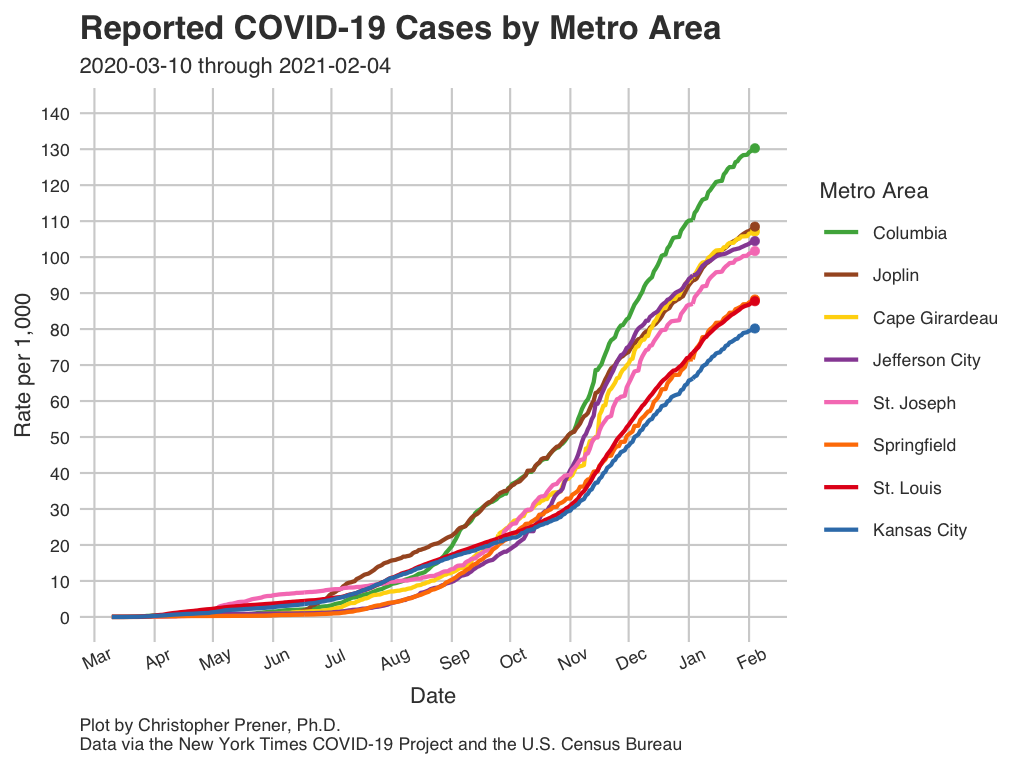 Reported COVID-19 Cases by Metro Area
2020-03-10 through 2021-02-04
Rate per 1,000
140
130
120
110
100
90
80
70
60
50
40
30
20
10
0
Mar
Apr
May
Jun
Jul
Aug
Sep
Oct
Nov
Dec
Jan
Feb
Date
Metro Area
Columbia
Joplin
Cape Girardeau
Jefferson City
St. Joseph
Springfield
St. Louis
Kansas City
Plot by Christopher Prener, Ph.D.
Data via the New York Times COVID-19 Project and the U.S. Census Bureau